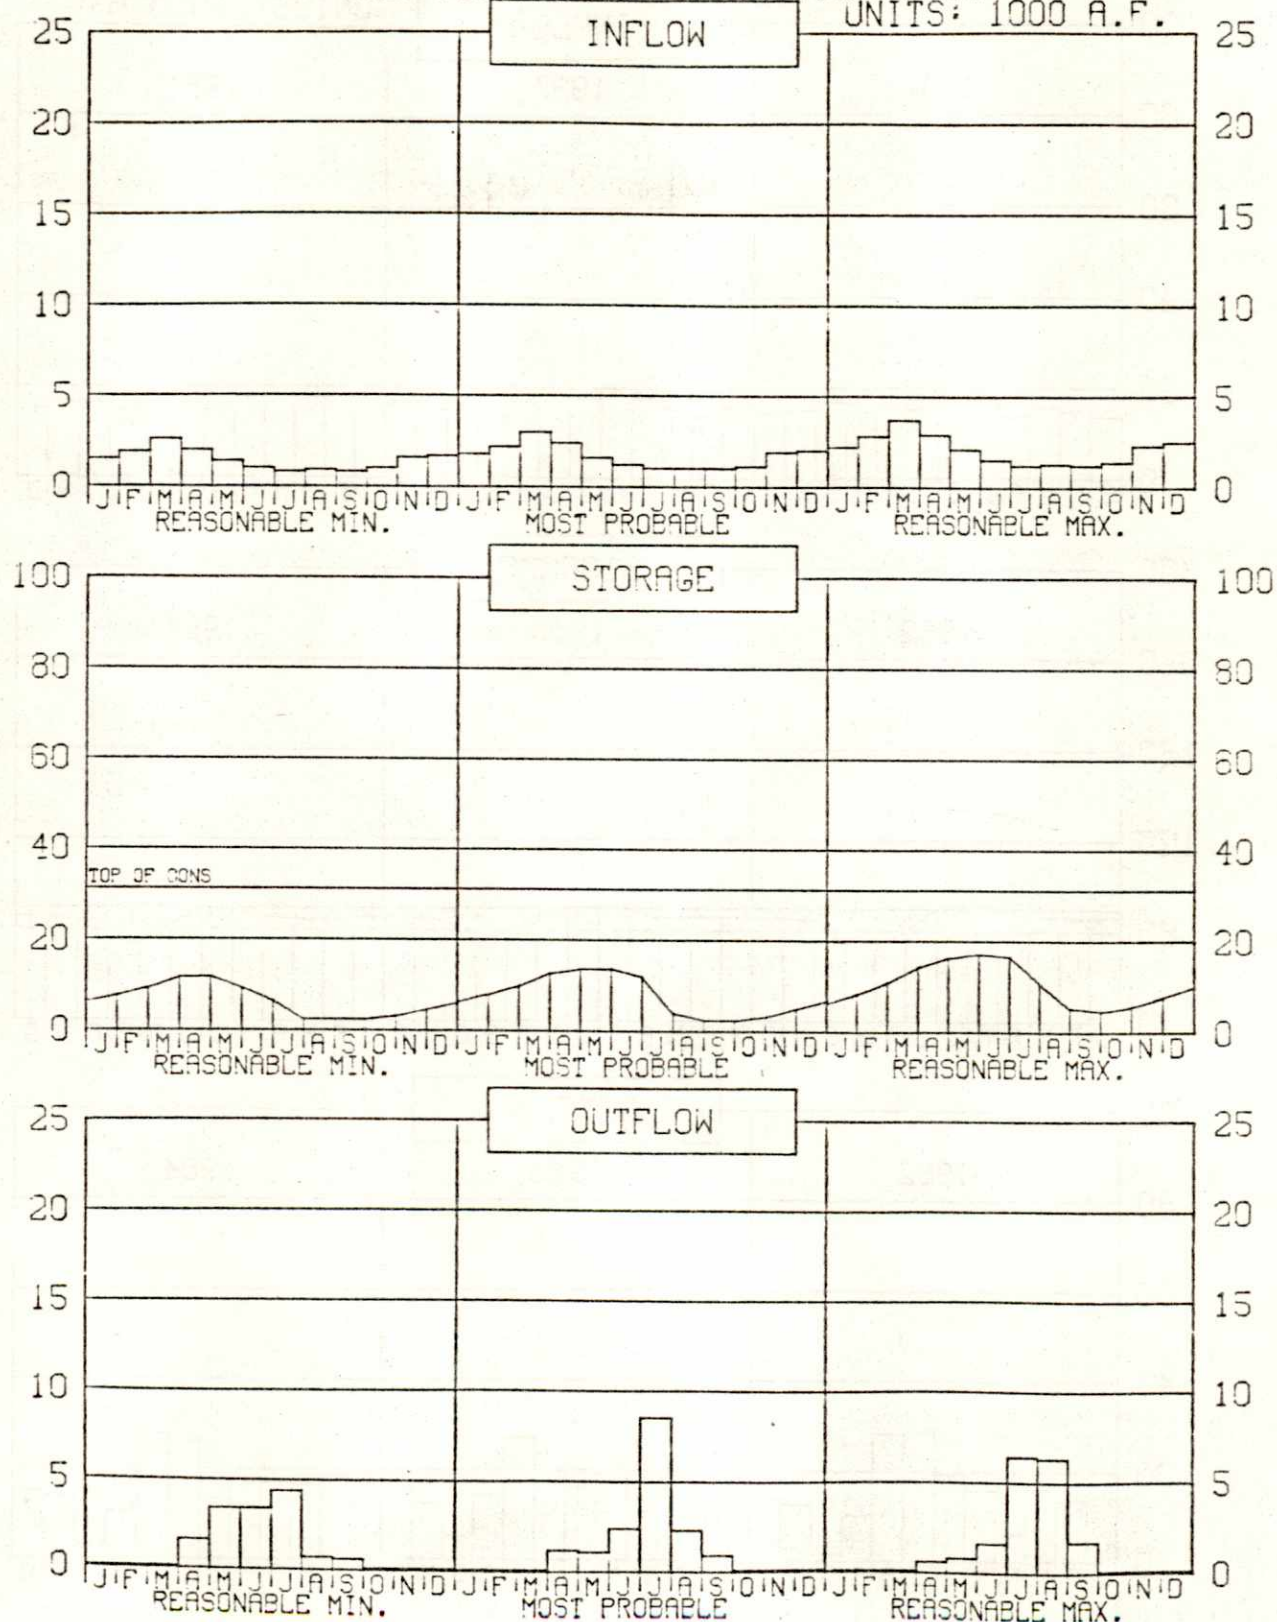 INFLOW
UNITS: 1000 A.F.
25 25
20 20
15 15
10 10
5 5
0 0
J F M A M J J A S O N D J F M A M J J A S O N D J F M A M J J A S O N D
REASONABLE MIN. MOST PROBABLE REASONABLE MAX.
STORAGE
100 100
80 80
60 60
40 40
TOP OF CONS
20 20
0 0
J F M A M J J A S O N D J F M A M J J A S O N D J F M A M J J A S O N D
REASONABLE MIN. MOST PROBABLE REASONABLE MAX.
OUTFLOW
25 25
20 20
15 15
10 10
5 5
0 0
J F M A M J J A S O N D J F M A M J J A S O N D J F M A M J J A S O N D
REASONABLE MIN. MOST PROBABLE REASONABLE MAX.